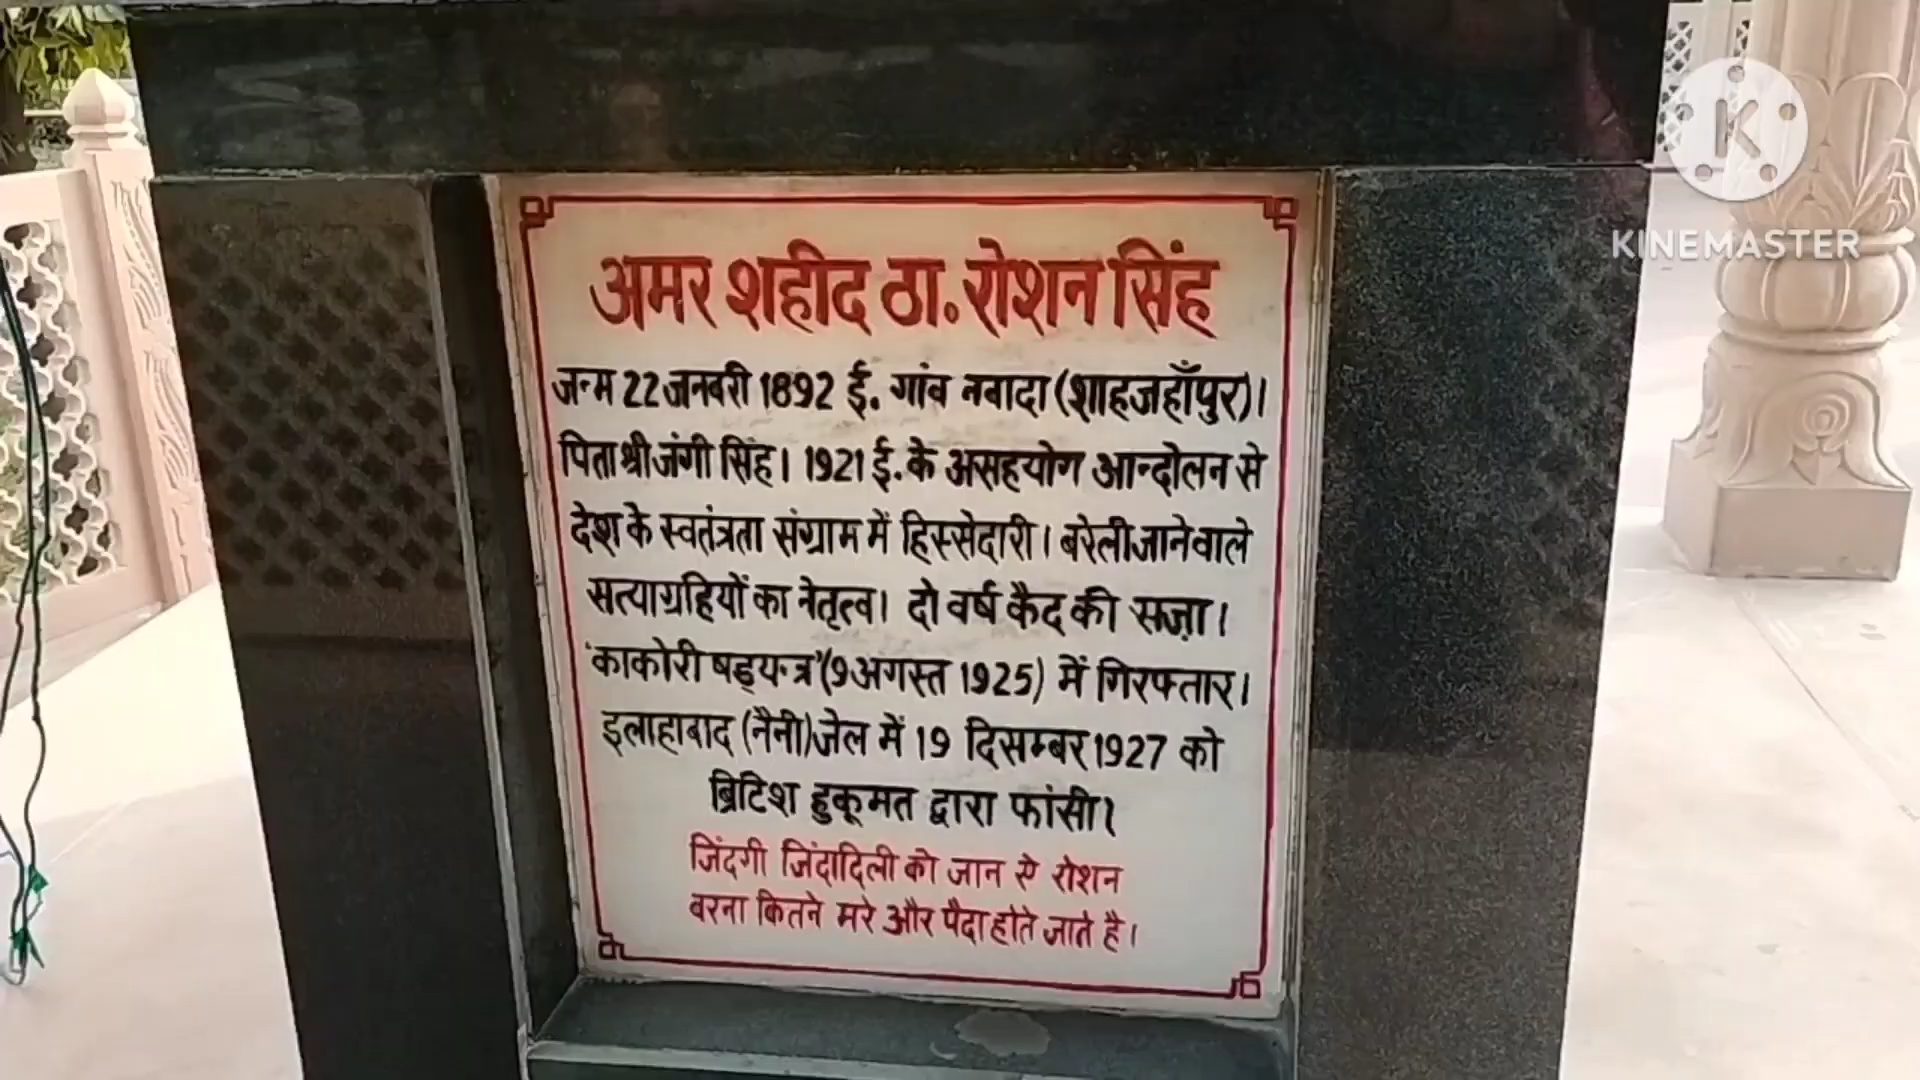 अमर शहीद ठा. रोशन सिंह
जन्म 22 जनवरी 1892 ई. गांव नबादा (शाहजहाँपुर)।
पिता श्री जंगी सिंह। 1921 ई. के असहयोग आन्दोलन से
देश के स्वतंत्रता संग्राम में हिस्सेदारी। बरेली जाने वाले
सत्याग्रहियों का नेतृत्व। दो वर्ष कैद की सज़ा।
'काकोरी षड्यन्त्र' (9 अगस्त 1925) में गिरफ्तार।
इलाहाबाद (नैनी) जेल में 19 दिसम्बर 1927 को
ब्रिटिश हुकूमत द्वारा फांसी।
जिंदगी जिंदादिली को जान से रोशन
वरना कितने मरे और पैदा होते जाते है।
K
KINEMASTER